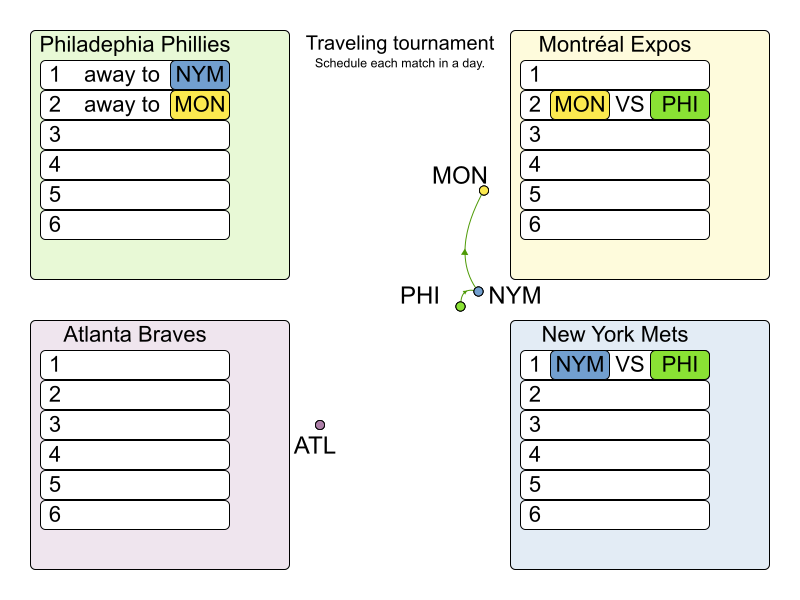 Philadephia Phillies
1 away to NYM
2 away to MON
3
4
5
6
Traveling tournament
Schedule each match in a day.
Montréal Expos
1
2 MON VS PHI
3
4
5
6
MON
PHI
NYM
Atlanta Braves
1
2
3
4
5
6
ATL
New York Mets
1 NYM VS PHI
2
3
4
5
6